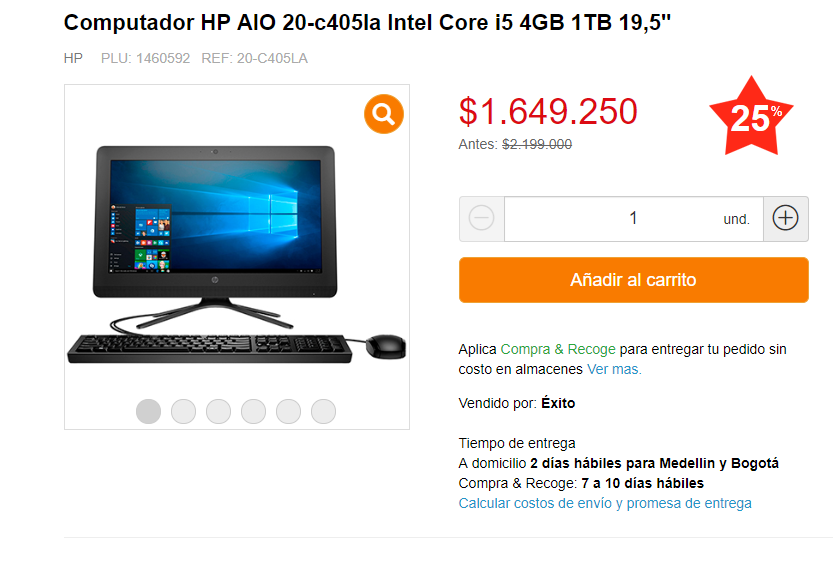 Computador HP AIO 20-c405la Intel Core i5 4GB 1TB 19,5"
HP PLU: 1460592 REF: 20-C405LA
$1.649.250
25%
Antes: $2.199.000
1 und.
Añadir al carrito
Aplica Compra & Recoge para entregar tu pedido sin
costo en almacenes Ver mas.
Vendido por: Éxito
Tiempo de entrega
A domicilio 2 días hábiles para Medellin y Bogotá
Compra & Recoge: 7 a 10 días hábiles
Calcular costos de envío y promesa de entrega